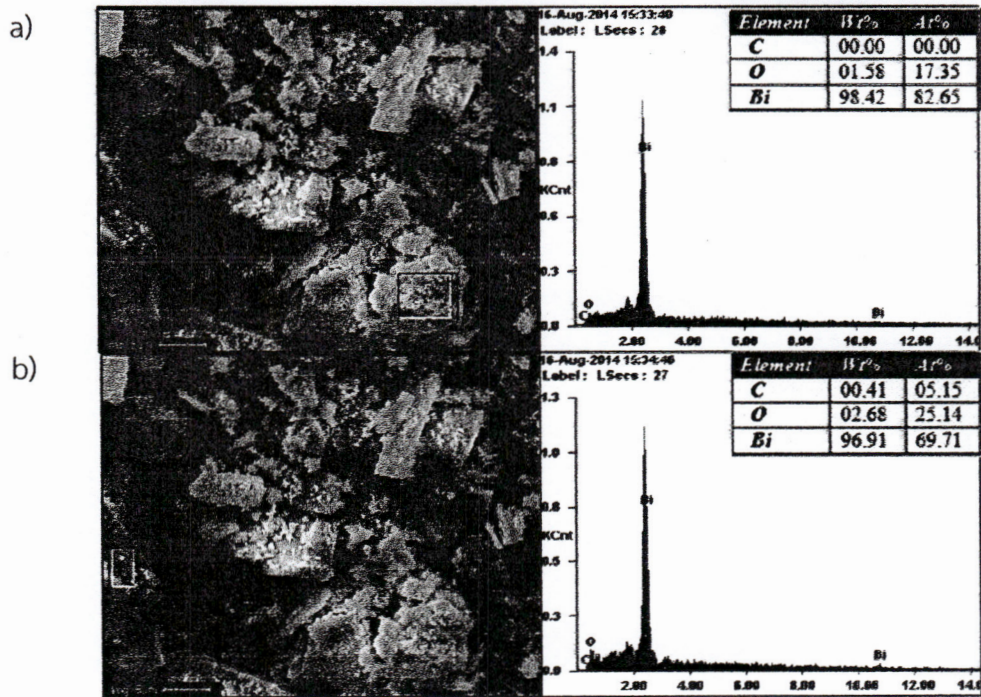 a)
16-Aug-2014 15:33:40
Label: LSecs: 28
1.4
1.1
0.8
KCnt
0.6
0.3
0.0
Bi
O
C
Bi
2.00 4.00 6.00 8.00 10.00 12.00 14.0
Element Wt% At%
C 00.00 00.00
O 01.58 17.35
Bi 98.42 82.65
b)
16-Aug-2014 15:34:46
Label: LSecs: 27
1.3
1.0
0.8
KCnt
0.5
0.3
0.0
Bi
O
C
Bi
2.00 4.00 6.00 8.00 10.00 12.00 14.0
Element Wt% At%
C 00.41 05.15
O 02.68 25.14
Bi 96.91 69.71